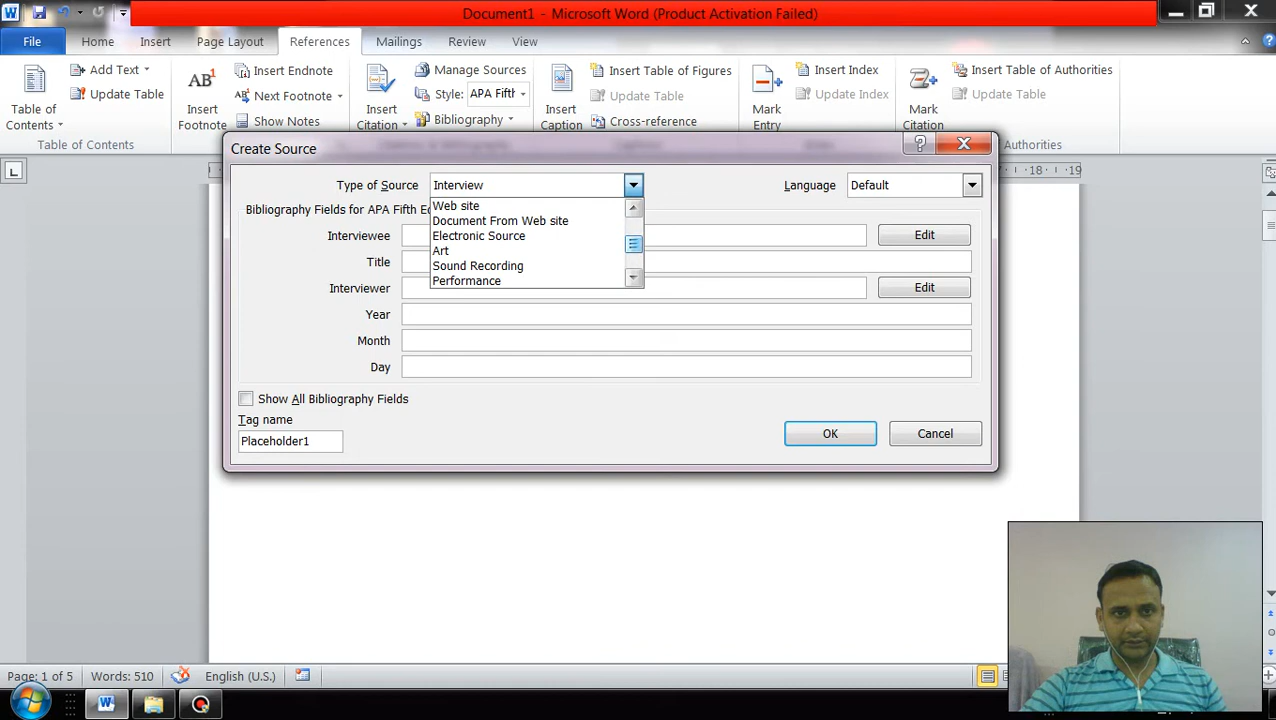 Document1 - Microsoft Word (Product Activation Failed)
File Home Insert Page Layout References Mailings Review View
Add Text Insert Endnote Manage Sources Insert Table of Figures Insert Index Insert Table of Authorities
Update Table Next Footnote Style: APA Fifth Update Table Update Index Update Table
Table of Contents Insert Footnote Show Notes Insert Citation Bibliography Insert Caption Cross-reference Mark Entry Mark Citation
Table of Contents Authorities
Create Source
Type of Source Interview Language Default
Web site
Bibliography Fields for APA Fifth Ed
Document From Web site
Interviewee Electronic Source Edit
Art
Title Sound Recording
Performance
Interviewer Edit
Year
Month
Day
Show All Bibliography Fields
Tag name
Placeholder1 OK Cancel
Page: 1 of 5 Words: 510 English (U.S.)